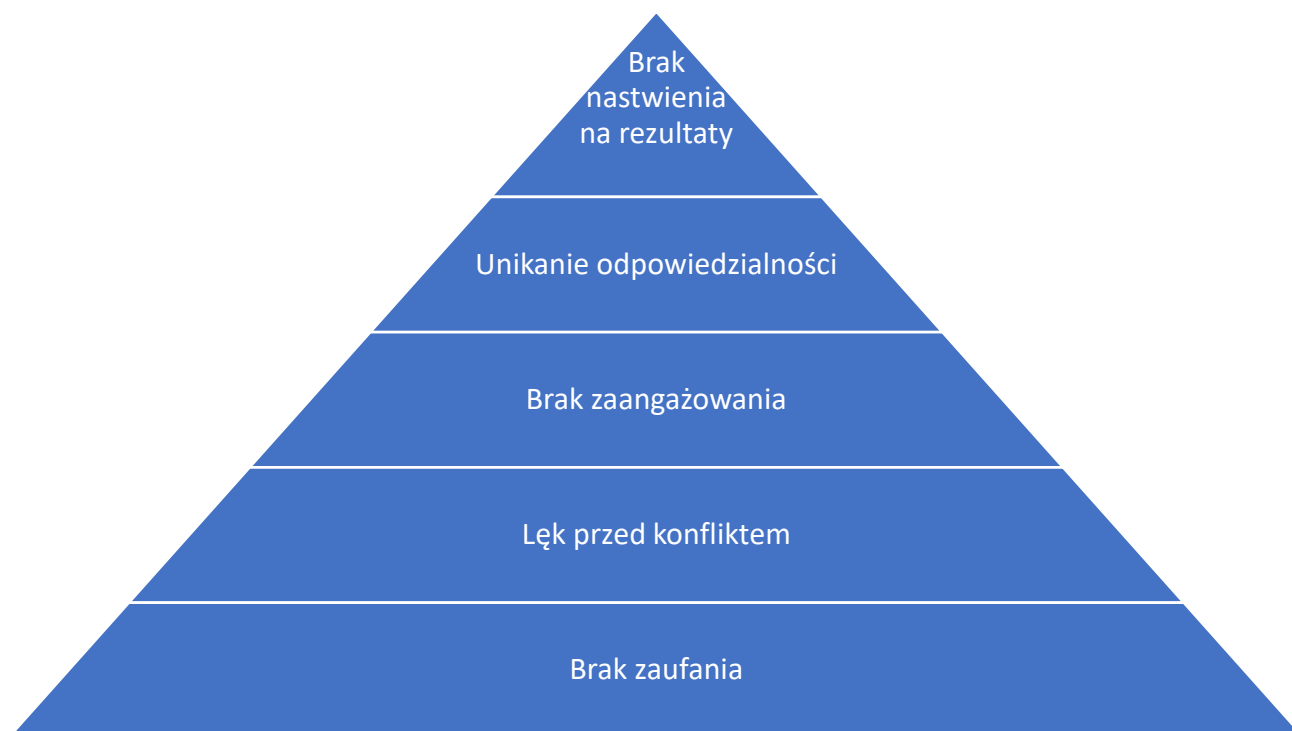 Brak
nastwienia
na rezultaty
Unikanie odpowiedzialności
Brak zaangażowania
Lęk przed konfliktem
Brak zaufania